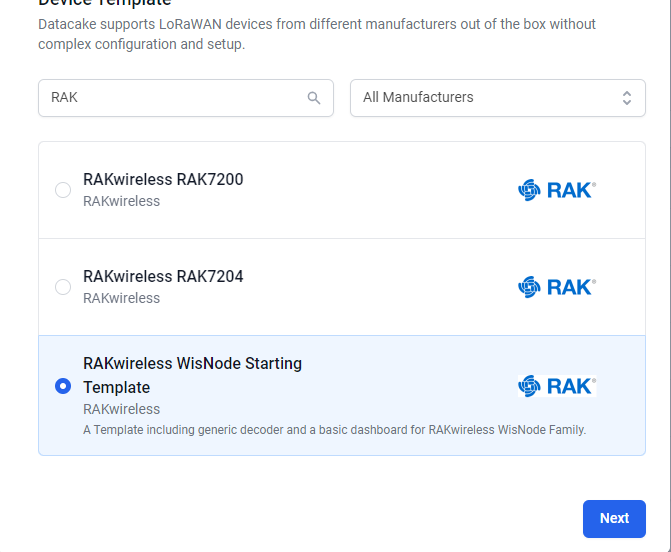 Device Template
Datacake supports LoRaWAN devices from different manufacturers out of the box without
complex configuration and setup.
RAK
All Manufacturers
RAKwireless RAK7200
RAKwireless
RAK®
RAKwireless RAK7204
RAKwireless
RAK®
RAKwireless WisNode Starting
Template
RAKwireless
A Template including generic decoder and a basic dashboard for RAKwireless WisNode Family.
RAK®
Next